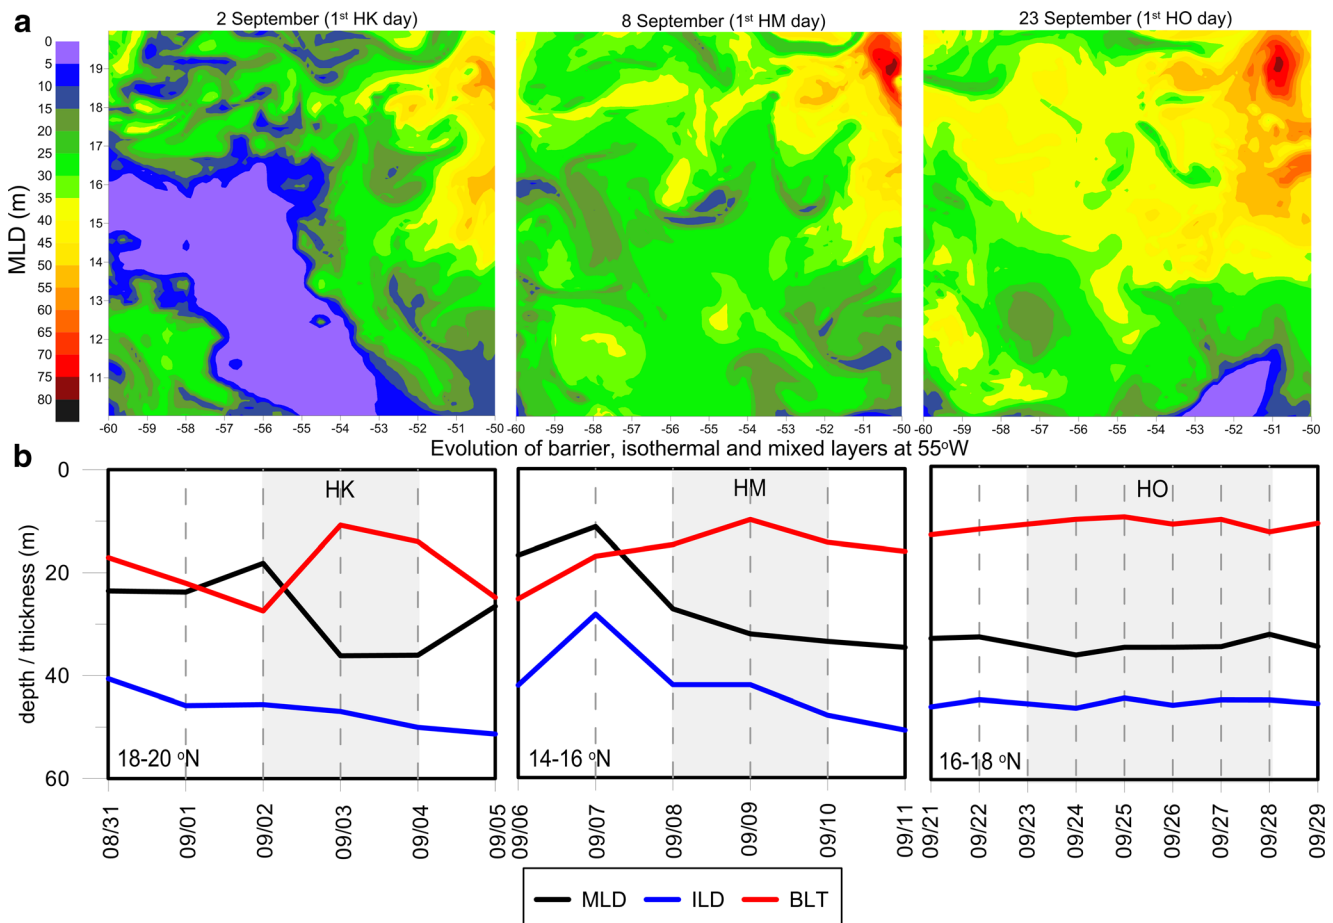 a
2 September (1st HK day)
8 September (1st HM day)
23 September (1st HO day)
MLD (m)
0
5
10
15
20
25
30
35
40
45
50
55
60
65
70
75
80
19
18
17
16
15
14
13
12
11
-60 -59 -58 -57 -56 -55 -54 -53 -52 -51 -50
-60 -59 -58 -57 -56 -55 -54 -53 -52 -51 -50
-60 -59 -58 -57 -56 -55 -54 -53 -52 -51 -50
b
Evolution of barrier, isothermal and mixed layers at 55ºW
depth / thickness (m)
0
20
40
60
HK
HM
HO
18-20 ºN
14-16 ºN
16-18 ºN
08/31 09/01 09/02 09/03 09/04 09/05
09/06 09/07 09/08 09/09 09/10 09/11
09/21 09/22 09/23 09/24 09/25 09/26 09/27 09/28 09/29
MLD ILD BLT